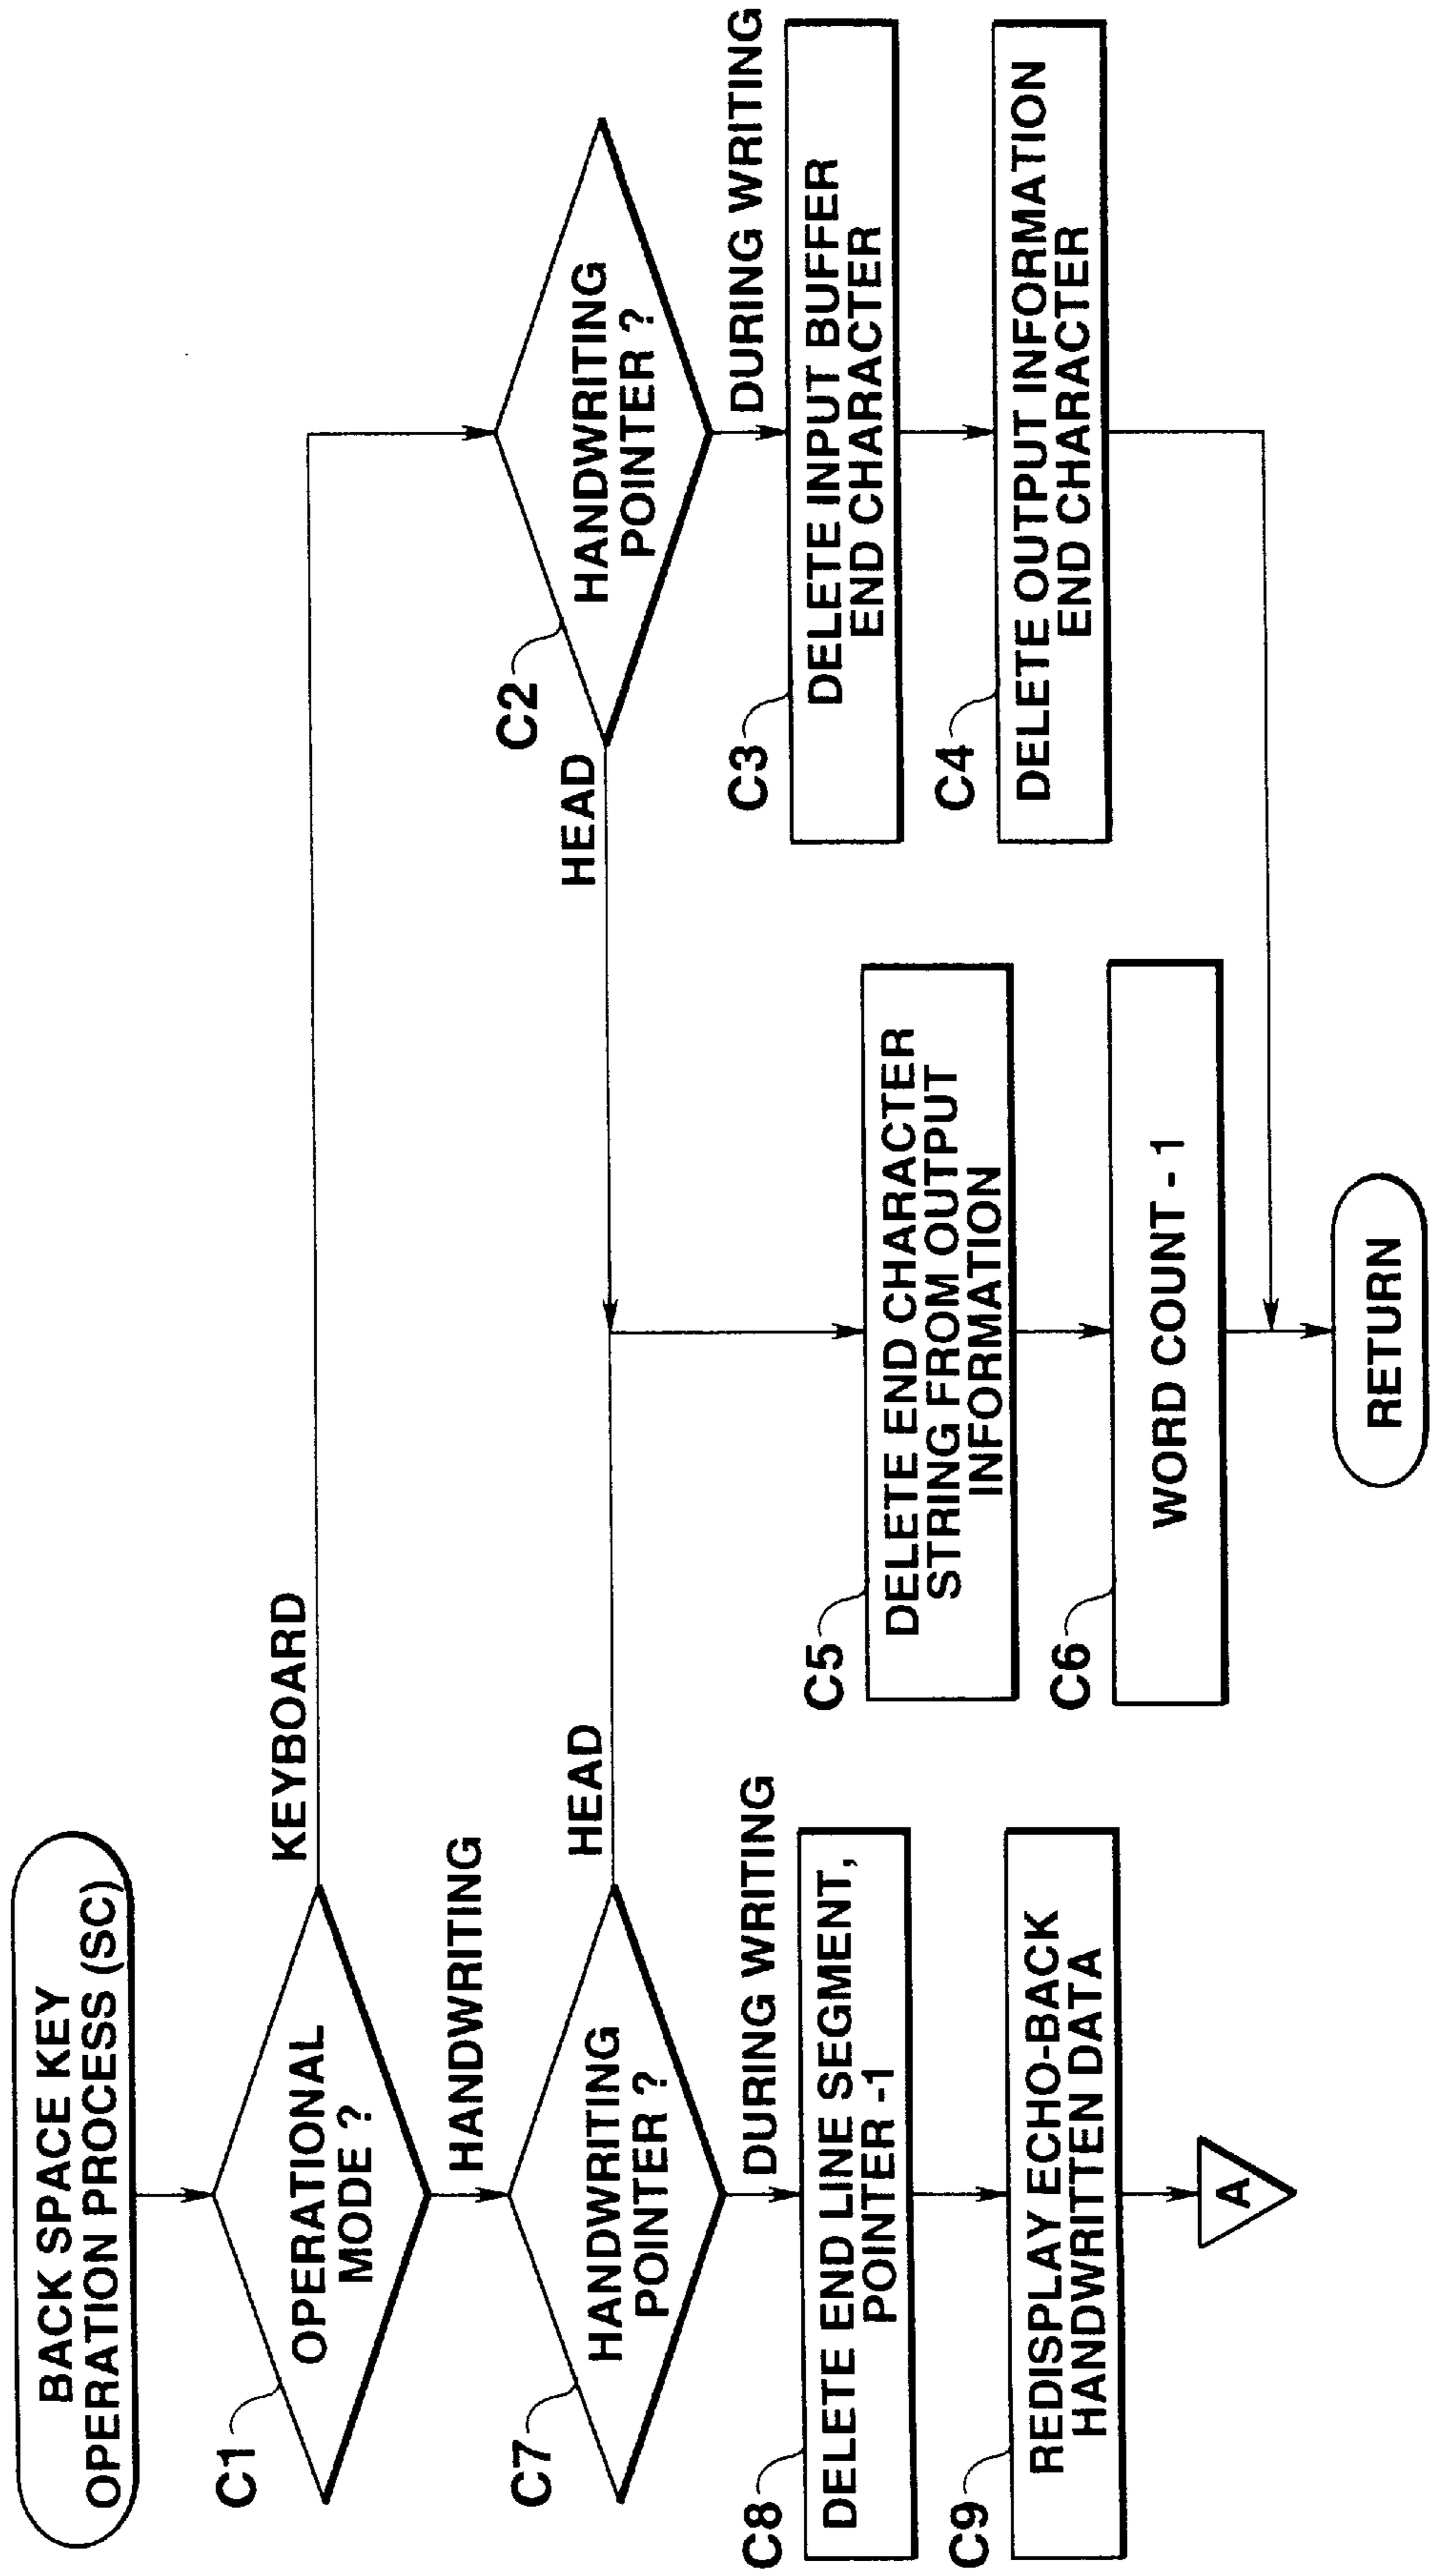 BACK SPACE KEY
OPERATION PROCESS (SC)
C1
OPERATIONAL
MODE ?
KEYBOARD
HANDWRITING
C7
HANDWRITING
POINTER ?
HEAD
DURING WRITING
C8
DELETE END LINE SEGMENT,
POINTER -1
C9
REDISPLAY ECHO-BACK
HANDWRITTEN DATA
A
C2
HANDWRITING
POINTER ?
HEAD
DURING WRITING
C3
DELETE INPUT BUFFER
END CHARACTER
C4
DELETE OUTPUT INFORMATION
END CHARACTER
C5
DELETE END CHARACTER
STRING FROM OUTPUT
INFORMATION
C6
WORD COUNT - 1
RETURN